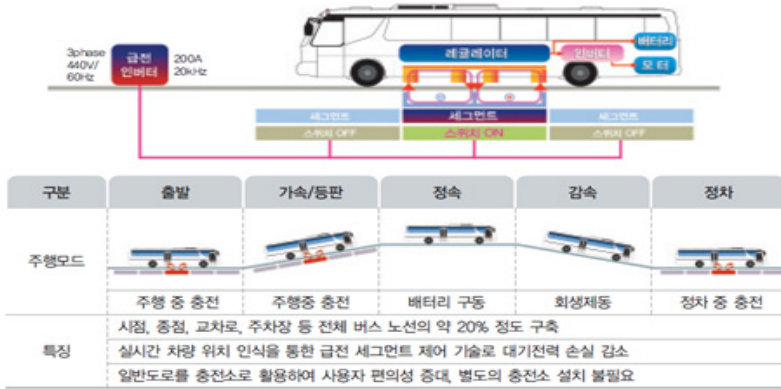 3phase
440V/
60Hz
급전
인버터
200A
20kHz
레귤레이터
인버터
배터리
모 터
세그먼트
세그먼트
세그먼트
스위치 OFF
스위치 ON
스위치 OFF
구분 출발 가속/등판 정속 감속 정차
주행모드
주행 중 충전 주행중 충전 배터리 구동 회생제동 정차 중 충전
특징
시점, 종점, 교차로, 주차장 등 전체 버스 노선의 약 20% 정도 구축
실시간 차량 위치 인식을 통한 급전 세그먼트 제어 기술로 대기전력 손실 감소
일반도로를 충전소로 활용하여 사용자 편의성 증대, 별도의 충전소 설치 불필요